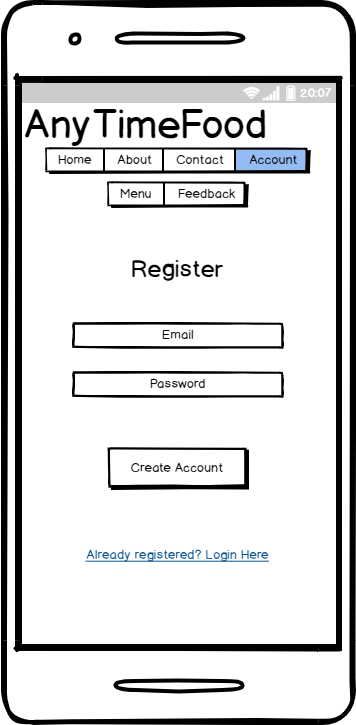 20:07
AnyTimeFood
Home About Contact Account
Menu Feedback
Register
Email
Password
Create Account
Already registered? Login Here